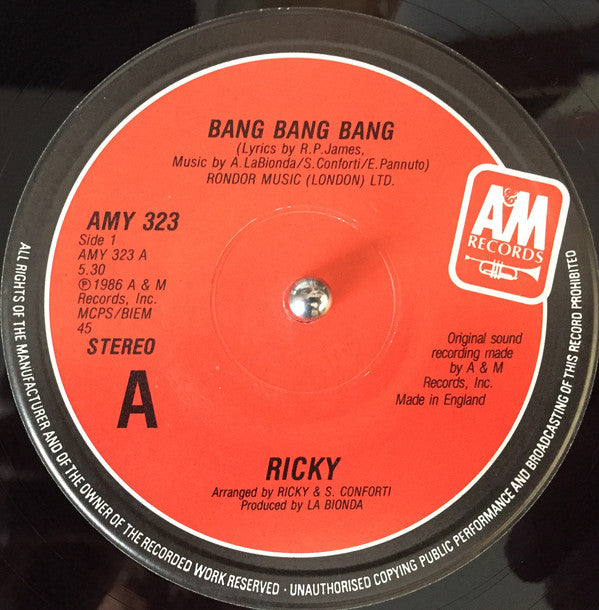 BANG BANG BANG
(Lyrics by R.P.James,
Music by A.LaBionda/S.Conforti/E.Pannuto)
RONDOR MUSIC (LONDON) LTD.
AMY 323
Side 1
AMY 323 A
5.30
℗1986 A & M
Records, Inc.
MCPS/BIEM
45
STEREO
A
A&M
RECORDS
Original sound
recording made
by A & M
Records, Inc.
Made in England
RICKY
Arranged by RICKY & S. CONFORTI
Produced by LA BIONDA
ALL RIGHTS OF THE MANUFACTURER AND OF THE OWNER OF THE RECORDED WORK RESERVED · UNAUTHORISED COPYING PUBLIC PERFORMANCE AND BROADCASTING OF THIS RECORD PROHIBITED